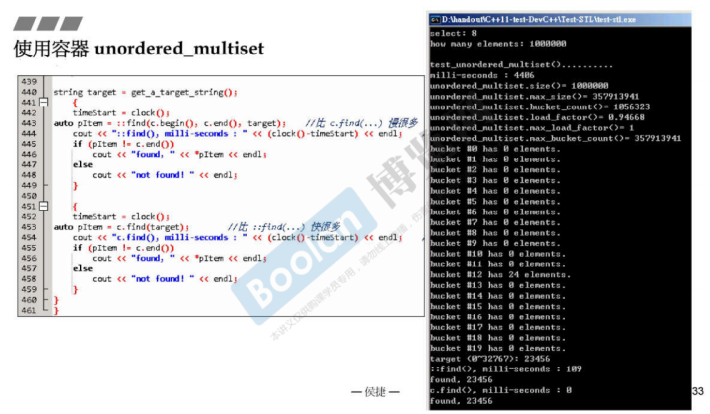 使用容器 unordered_multiset
439
440 string target = get_a_target_string();
441 {
442 timeStart = clock();
443 auto pItem = ::find(c.begin(), c.end(), target); //比 c.find(...) 慢很多
444 cout << "::find(), milli-seconds : " << (clock()-timeStart) << endl;
445 if (pItem != c.end())
446 cout << "found, " << *pItem << endl;
447 else
448 cout << "not found! " << endl;
449 }
450
451 {
452 timeStart = clock();
453 auto pItem = c.find(target); //比 ::find(...) 快很多
454 cout << "c.find(), milli-seconds : " << (clock()-timeStart) << endl;
455 if (pItem != c.end())
456 cout << "found, " << *pItem << endl;
457 else
458 cout << "not found! " << endl;
459 }
460 }
461 }
D:\handout\C++11-test-DevC++\Test-STL\test-stl.exe
select: 8
how many elements: 1000000
test_unordered_multiset()..........
milli-seconds : 4406
unordered_multiset.size()= 1000000
unordered_multiset.max_size()= 357913941
unordered_multiset.bucket_count()= 1056323
unordered_multiset.load_factor()= 0.94668
unordered_multiset.max_load_factor()= 1
unordered_multiset.max_bucket_count()= 357913941
bucket #0 has 0 elements.
bucket #1 has 0 elements.
bucket #2 has 0 elements.
bucket #3 has 0 elements.
bucket #4 has 0 elements.
bucket #5 has 0 elements.
bucket #6 has 0 elements.
bucket #7 has 0 elements.
bucket #8 has 0 elements.
bucket #9 has 0 elements.
bucket #10 has 0 elements.
bucket #11 has 0 elements.
bucket #12 has 24 elements.
bucket #13 has 0 elements.
bucket #14 has 0 elements.
bucket #15 has 0 elements.
bucket #16 has 0 elements.
bucket #17 has 0 elements.
bucket #18 has 0 elements.
bucket #19 has 0 elements.
target (0~32767): 23456
::find(), milli-seconds : 109
found, 23456
c.find(), milli-seconds : 0
found, 23456
Boolan 博
— 侯捷 —
33